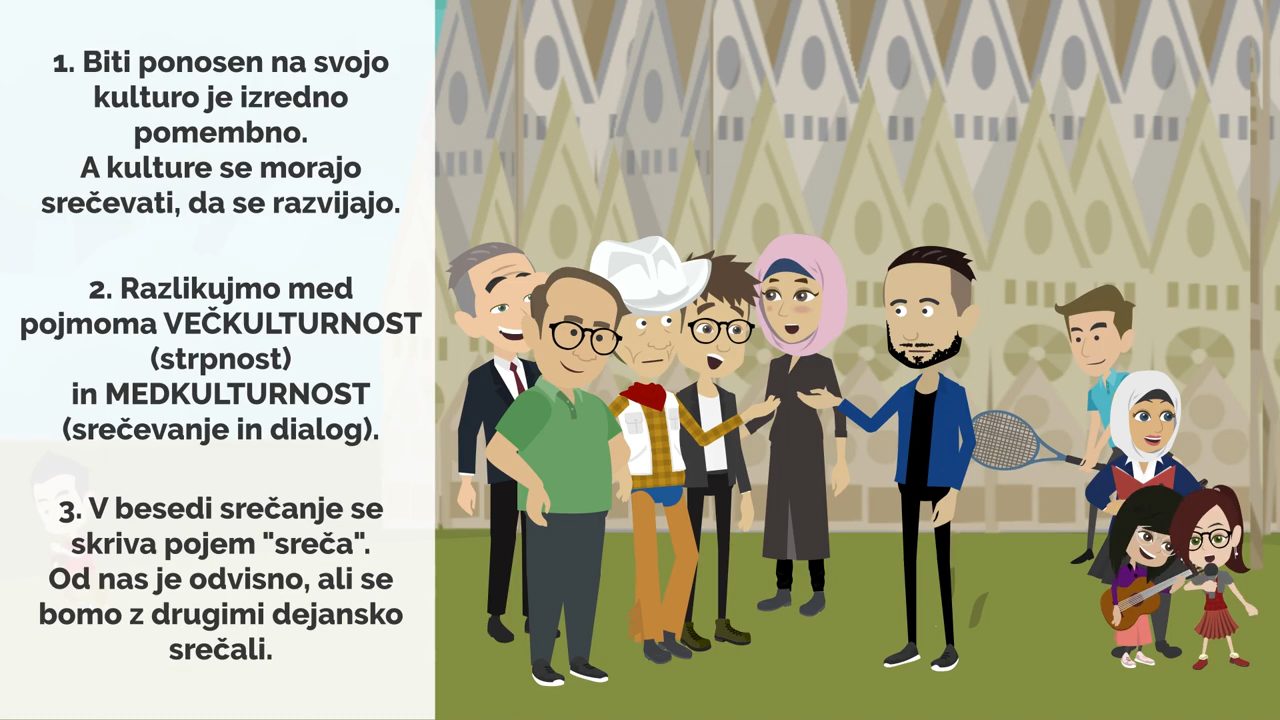 1. Biti ponosen na svojo
kulturo je izredno
pomembno.
A kulture se morajo
srečevati, da se razvijajo.
2. Razlikujmo med
pojmoma VEČKULTURNOST
(strpnost)
in MEDKULTURNOST
(srečevanje in dialog).
3. V besedi srečanje se
skriva pojem "sreča".
Od nas je odvisno, ali se
bomo z drugimi dejansko
srečali.